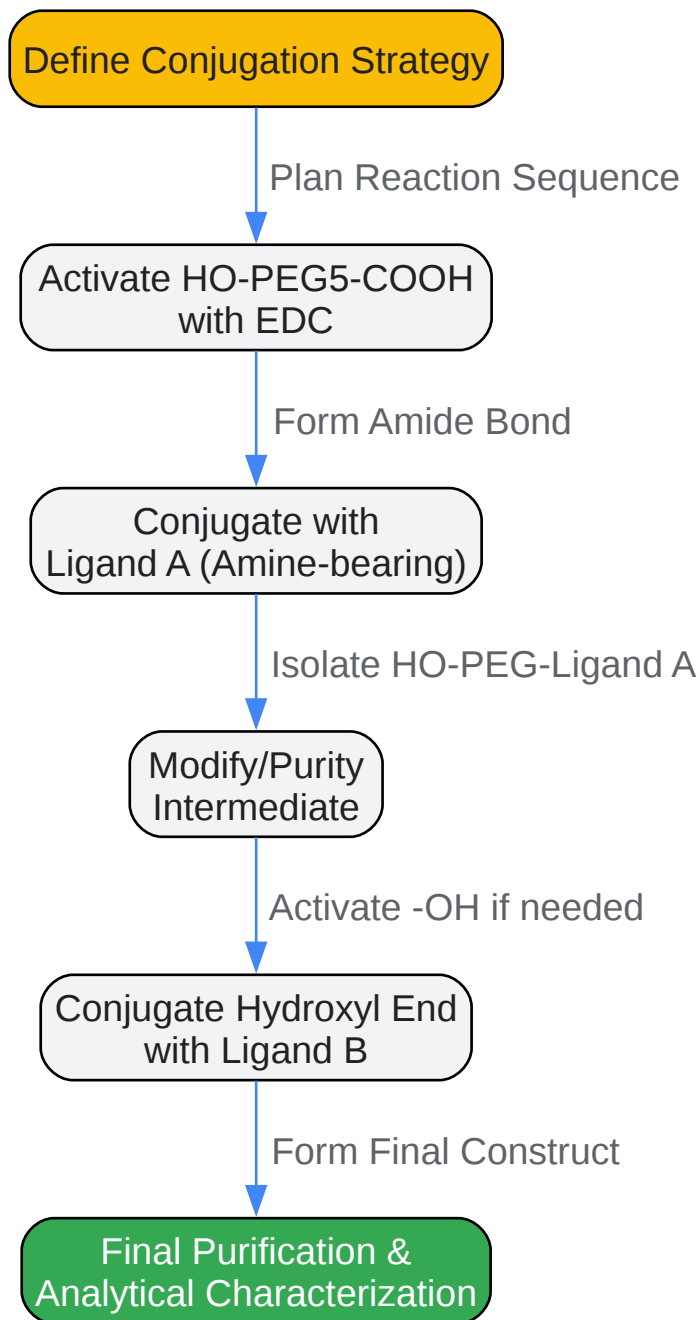 Define Conjugation Strategy
Plan Reaction Sequence
Activate HO-PEG5-COOH
with EDC
Form Amide Bond
Conjugate with
Ligand A (Amine-bearing)
Isolate HO-PEG-Ligand A
Modify/Purity
Intermediate
Activate -OH if needed
Conjugate Hydroxyl End
with Ligand B
Form Final Construct
Final Purification &
Analytical Characterization